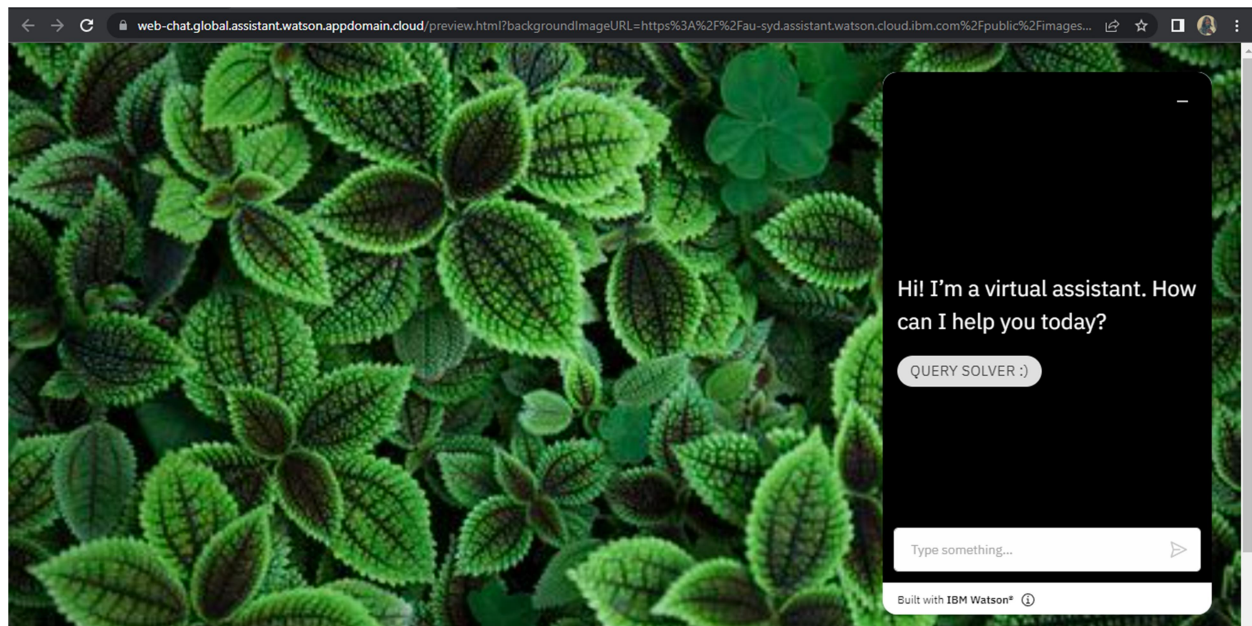 web-chat.global.assistant.watson.appdomain.cloud/preview.html?backgroundImageURL=https%3A%2F%2Fau-syd.assistant.watson.cloud.ibm.com%2Fpublic%2Fimages...
Hi! I’m a virtual assistant. How
can I help you today?
QUERY SOLVER :)
Type something...
Built with IBM Watson®